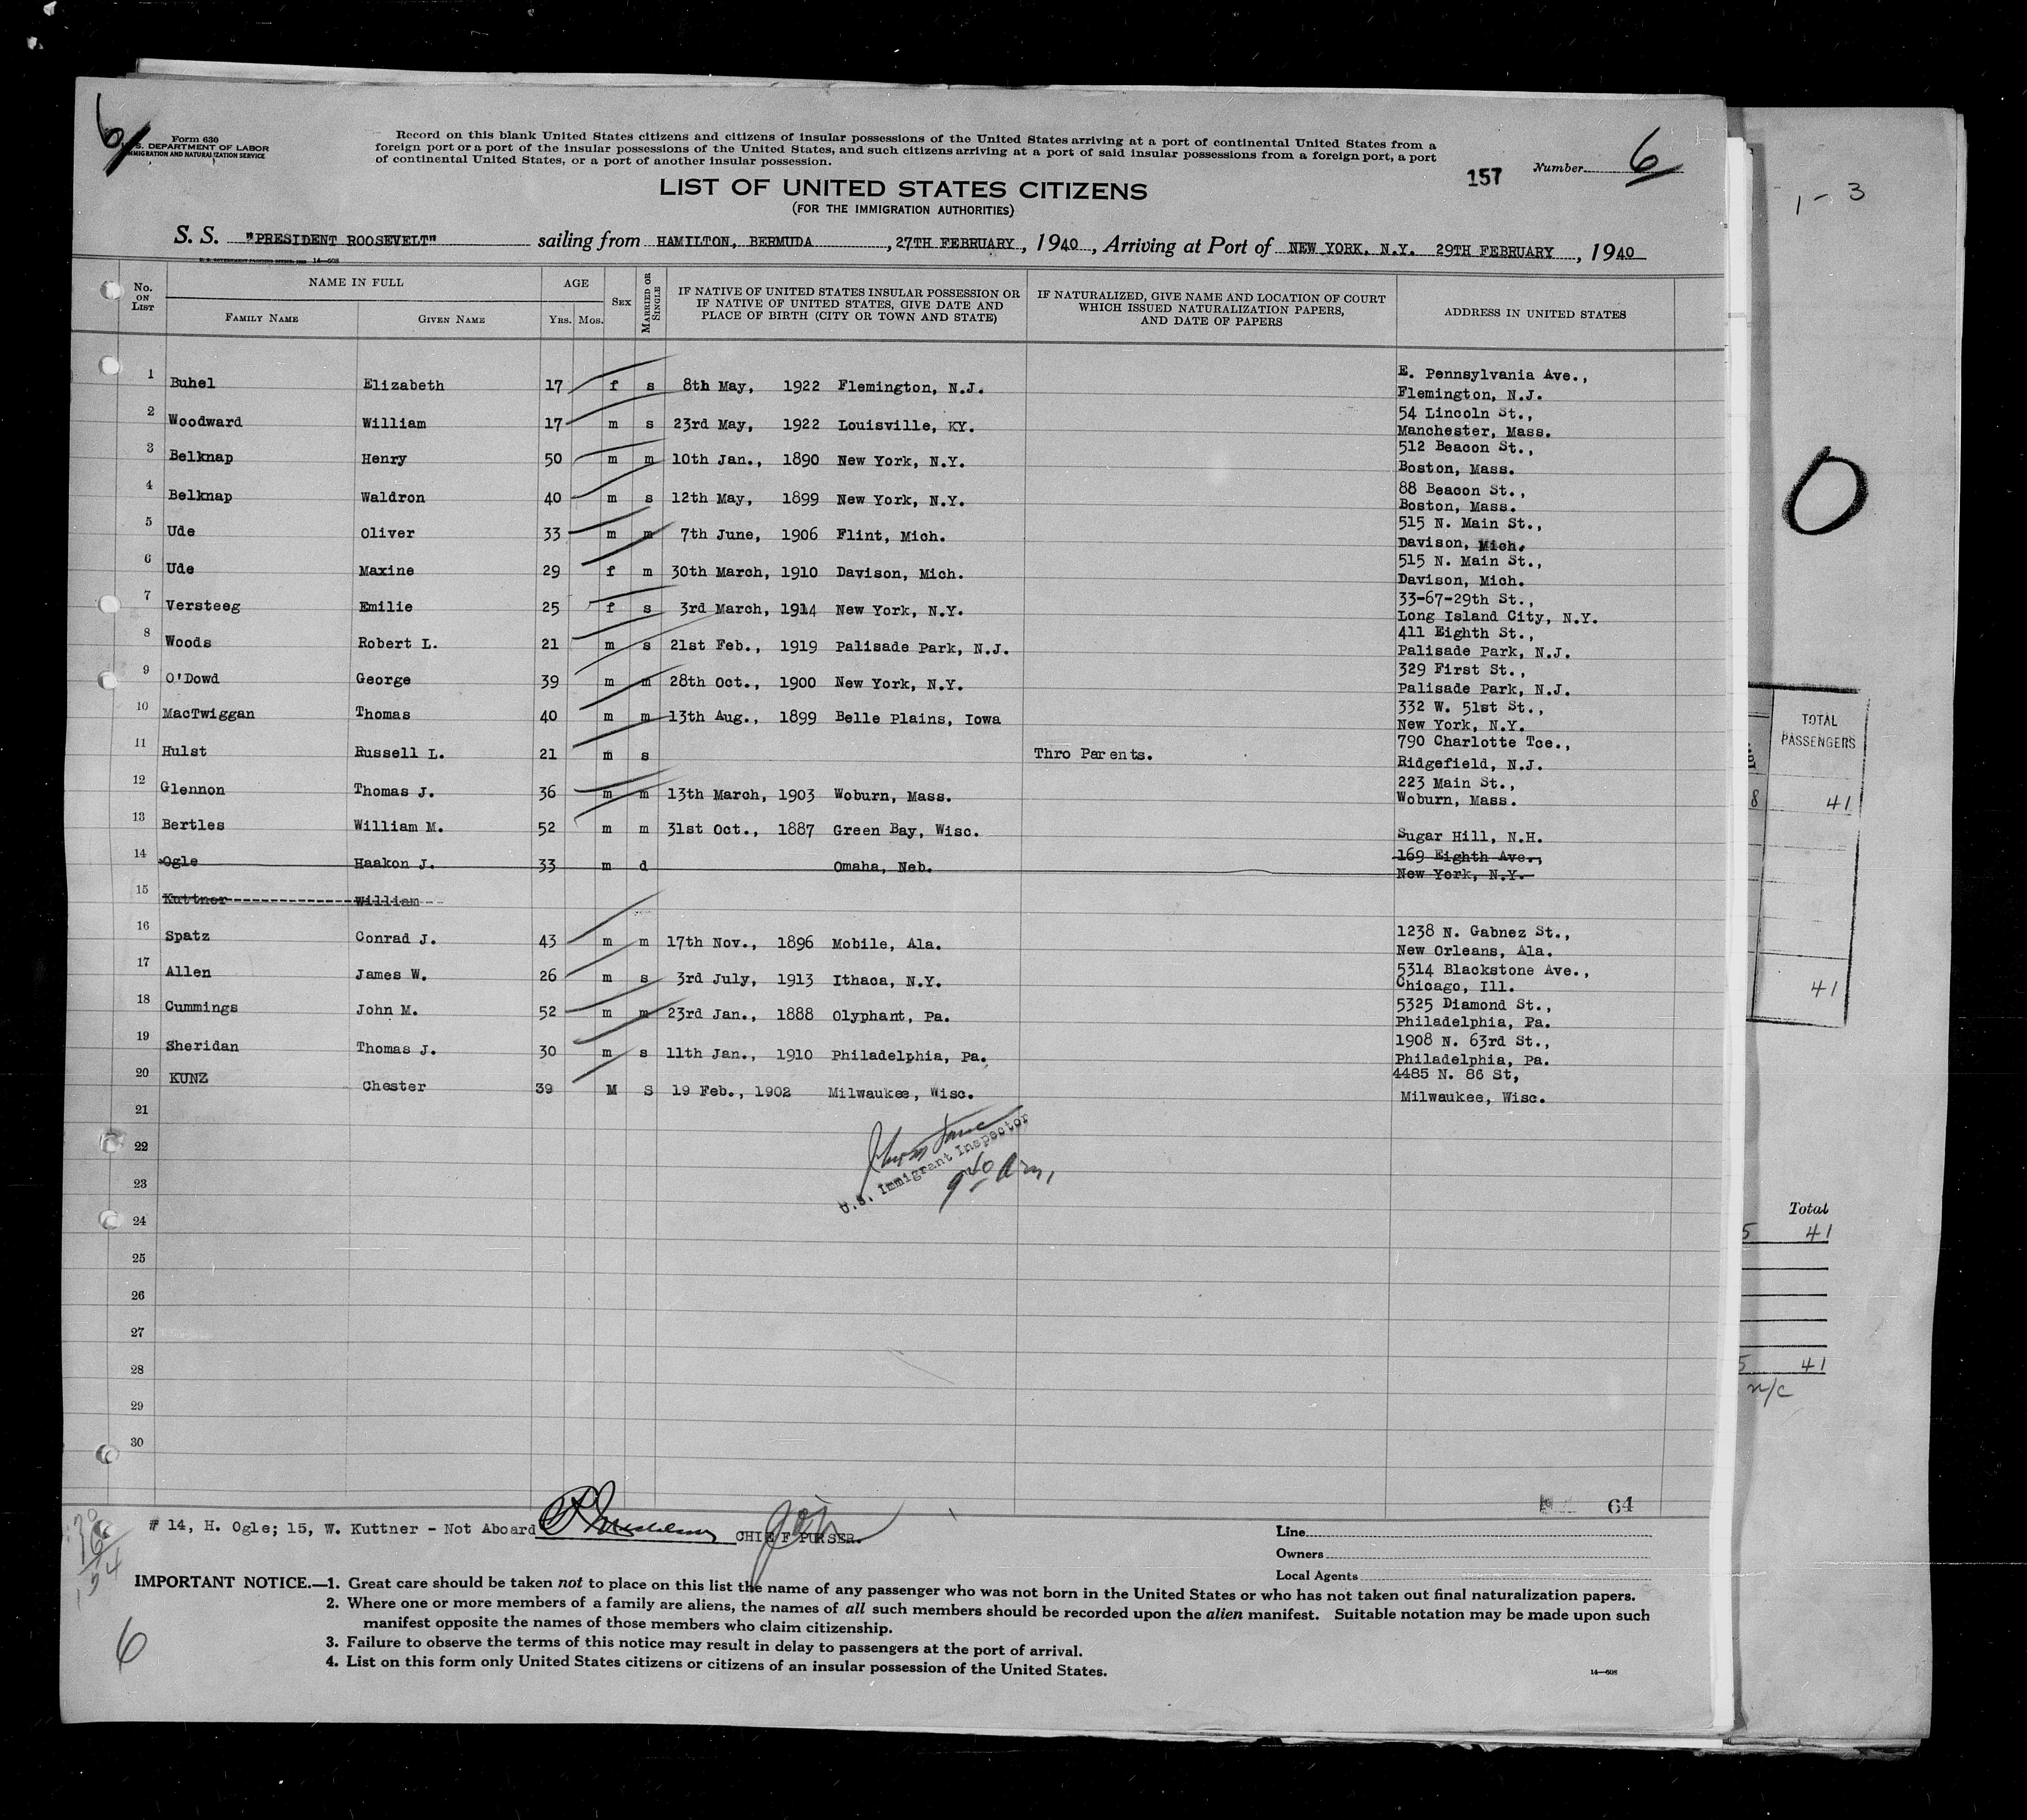 6/
Form 630
U.S. DEPARTMENT OF LABOR
IMMIGRATION AND NATURALIZATION SERVICE
Record on this blank United States citizens and citizens of insular possessions of the United States arriving at a port of continental United States from a
foreign port or a port of the insular possessions of the United States, and such citizens arriving at a port of said insular possessions from a foreign port, a port
of continental United States, or a port of another insular possession.
157 Number 6
LIST OF UNITED STATES CITIZENS
(FOR THE IMMIGRATION AUTHORITIES)
S. S. "PRESIDENT ROOSEVELT" sailing from HAMILTON, BERMUDA, 27TH FEBRUARY, 1940, Arriving at Port of NEW YORK, N.Y. 29TH FEBRUARY, 1940
14—608
No. ON LIST
NAME IN FULL
FAMILY NAME
GIVEN NAME
AGE
Yrs. Mos.
SEX
MARRIED OR SINGLE
IF NATIVE OF UNITED STATES INSULAR POSSESSION OR
IF NATIVE OF UNITED STATES, GIVE DATE AND
PLACE OF BIRTH (CITY OR TOWN AND STATE)
IF NATURALIZED, GIVE NAME AND LOCATION OF COURT
WHICH ISSUED NATURALIZATION PAPERS,
AND DATE OF PAPERS
ADDRESS IN UNITED STATES
1 Buhel Elizabeth 17 f s 8th May, 1922 Flemington, N.J. E. Pennsylvania Ave.,
Flemington, N.J.
2 Woodward William 17 m s 23rd May, 1922 Louisville, KY. 54 Lincoln St.,
Manchester, Mass.
3 Belknap Henry 50 m m 10th Jan., 1890 New York, N.Y. 512 Beacon St.,
Boston, Mass.
4 Belknap Waldron 40 m s 12th May, 1899 New York, N.Y. 88 Beacon St.,
Boston, Mass.
5 Ude Oliver 33 m m 7th June, 1906 Flint, Mich. 515 N. Main St.,
Davison, Mich.
6 Ude Maxine 29 f m 30th March, 1910 Davison, Mich. 515 N. Main St.,
Davison, Mich.
7 Versteeg Emilie 25 f s 3rd March, 1914 New York, N.Y. 33-67-29th St.,
Long Island City, N.Y.
8 Woods Robert L. 21 m s 21st Feb., 1919 Palisade Park, N.J. 411 Eighth St.,
Palisade Park, N.J.
9 O'Dowd George 39 m m 28th Oct., 1900 New York, N.Y. 329 First St.,
Palisade Park, N.J.
10 MacTwiggan Thomas 40 m m 13th Aug., 1899 Belle Plains, Iowa 332 W. 51st St.,
New York, N.Y.
11 Hulst Russell L. 21 m s Thro Parents. 790 Charlotte Tce.,
Ridgefield, N.J.
12 Glennon Thomas J. 36 m m 13th March, 1903 Woburn, Mass. 223 Main St.,
Woburn, Mass.
13 Bertles William M. 52 m m 31st Oct., 1887 Green Bay, Wisc. Sugar Hill, N.H.
14 Ogle Haakon J. 33 m d Omaha, Neb. 169 Eighth Ave.,
New York, N.Y.
15 Kuttner William
16 Spatz Conrad J. 43 m m 17th Nov., 1896 Mobile, Ala. 1238 N. Gabnez St.,
New Orleans, Ala.
17 Allen James W. 26 m s 3rd July, 1913 Ithaca, N.Y. 5314 Blackstone Ave.,
Chicago, Ill.
18 Cummings John M. 52 m m 23rd Jan., 1888 Olyphant, Pa. 5325 Diamond St.,
Philadelphia, Pa.
19 Sheridan Thomas J. 30 m s 11th Jan., 1910 Philadelphia, Pa. 1908 N. 63rd St.,
Philadelphia, Pa.
20 KUNZ Chester 39 M S 19 Feb., 1902 Milwaukee, Wisc. 4485 N. 86 St,
Milwaukee, Wisc.
21
22
23
24
25
26
27
28
29
30
U.S. Immigrant Inspector
64
# 14, H. Ogle; 15, W. Kuttner - Not Aboard CHIEF PURSER.
Line
Owners
Local Agents
IMPORTANT NOTICE.—1. Great care should be taken not to place on this list the name of any passenger who was not born in the United States or who has not taken out final naturalization papers.
2. Where one or more members of a family are aliens, the names of all such members should be recorded upon the alien manifest. Suitable notation may be made upon such
manifest opposite the names of those members who claim citizenship.
3. Failure to observe the terms of this notice may result in delay to passengers at the port of arrival.
4. List on this form only United States citizens or citizens of an insular possession of the United States.
14—608
6
1-3
0
TOTAL
PASSENGERS
8 41
41
Total
5 41
5 41
n/c